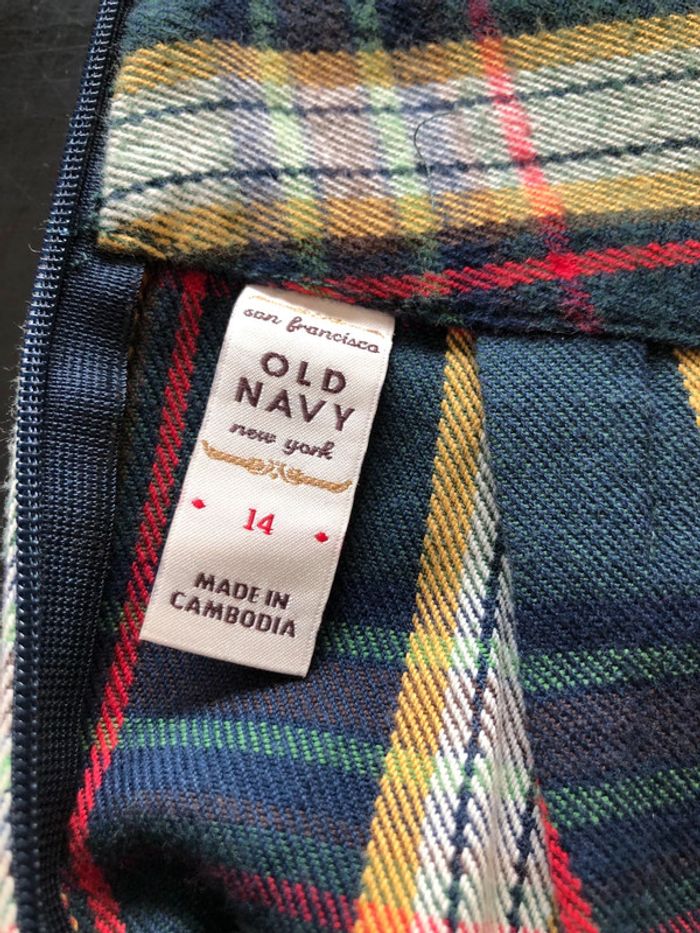 san francisco
OLD
NAVY
new york
14
MADE IN
CAMBODIA